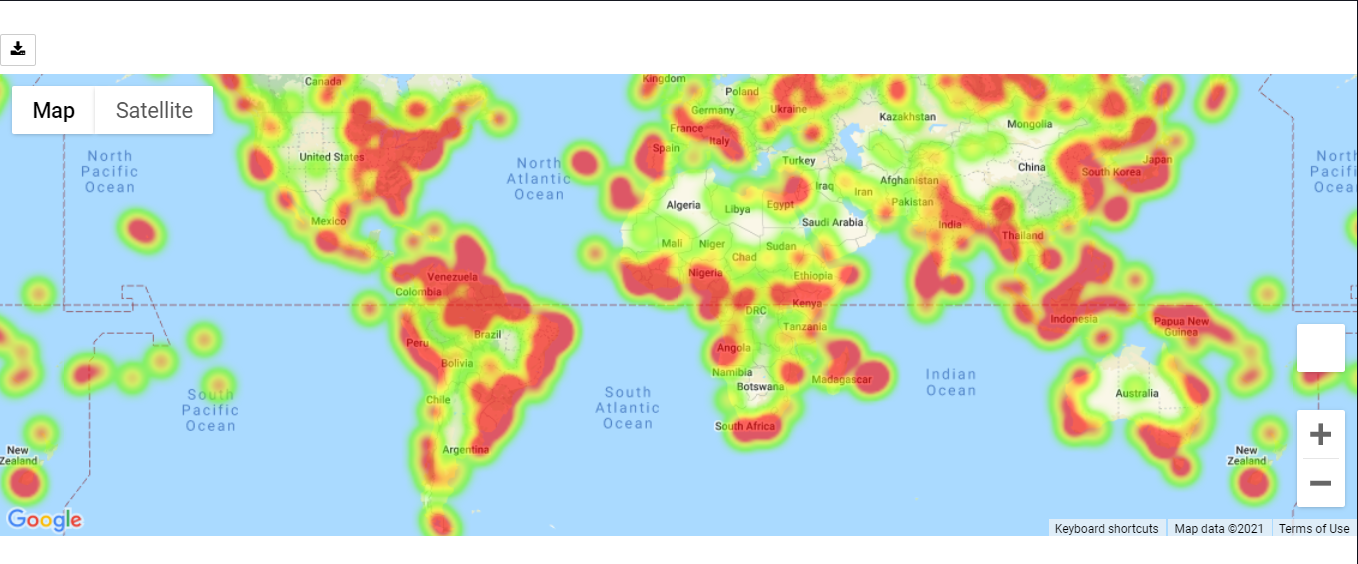 Map
Satellite
Canada
Kingdom
Poland
Germany
Ukraine
Kazakhstan
Mongolia
France
Italy
Spain
Turkey
North
Pacific
Ocean
United States
North
Atlantic
Ocean
China
Japan
South Korea
North
Pacific
Ocean
Iraq
Iran
Afghanistan
Pakistan
Algeria
Libya
Egypt
Saudi Arabia
Mexico
India
Thailand
Mali
Niger
Sudan
Chad
Venezuela
Nigeria
Ethiopia
Colombia
Kenya
DRC
Indonesia
Papua New
Guinea
Brazil
Tanzania
Peru
Angola
Bolivia
Namibia
Botswana
Madagascar
Indian
Ocean
Australia
South
Pacific
Ocean
Chile
South
Atlantic
Ocean
South Africa
Argentina
New
Zealand
New
Zealand
Google
Keyboard shortcuts
Map data ©2021
Terms of Use